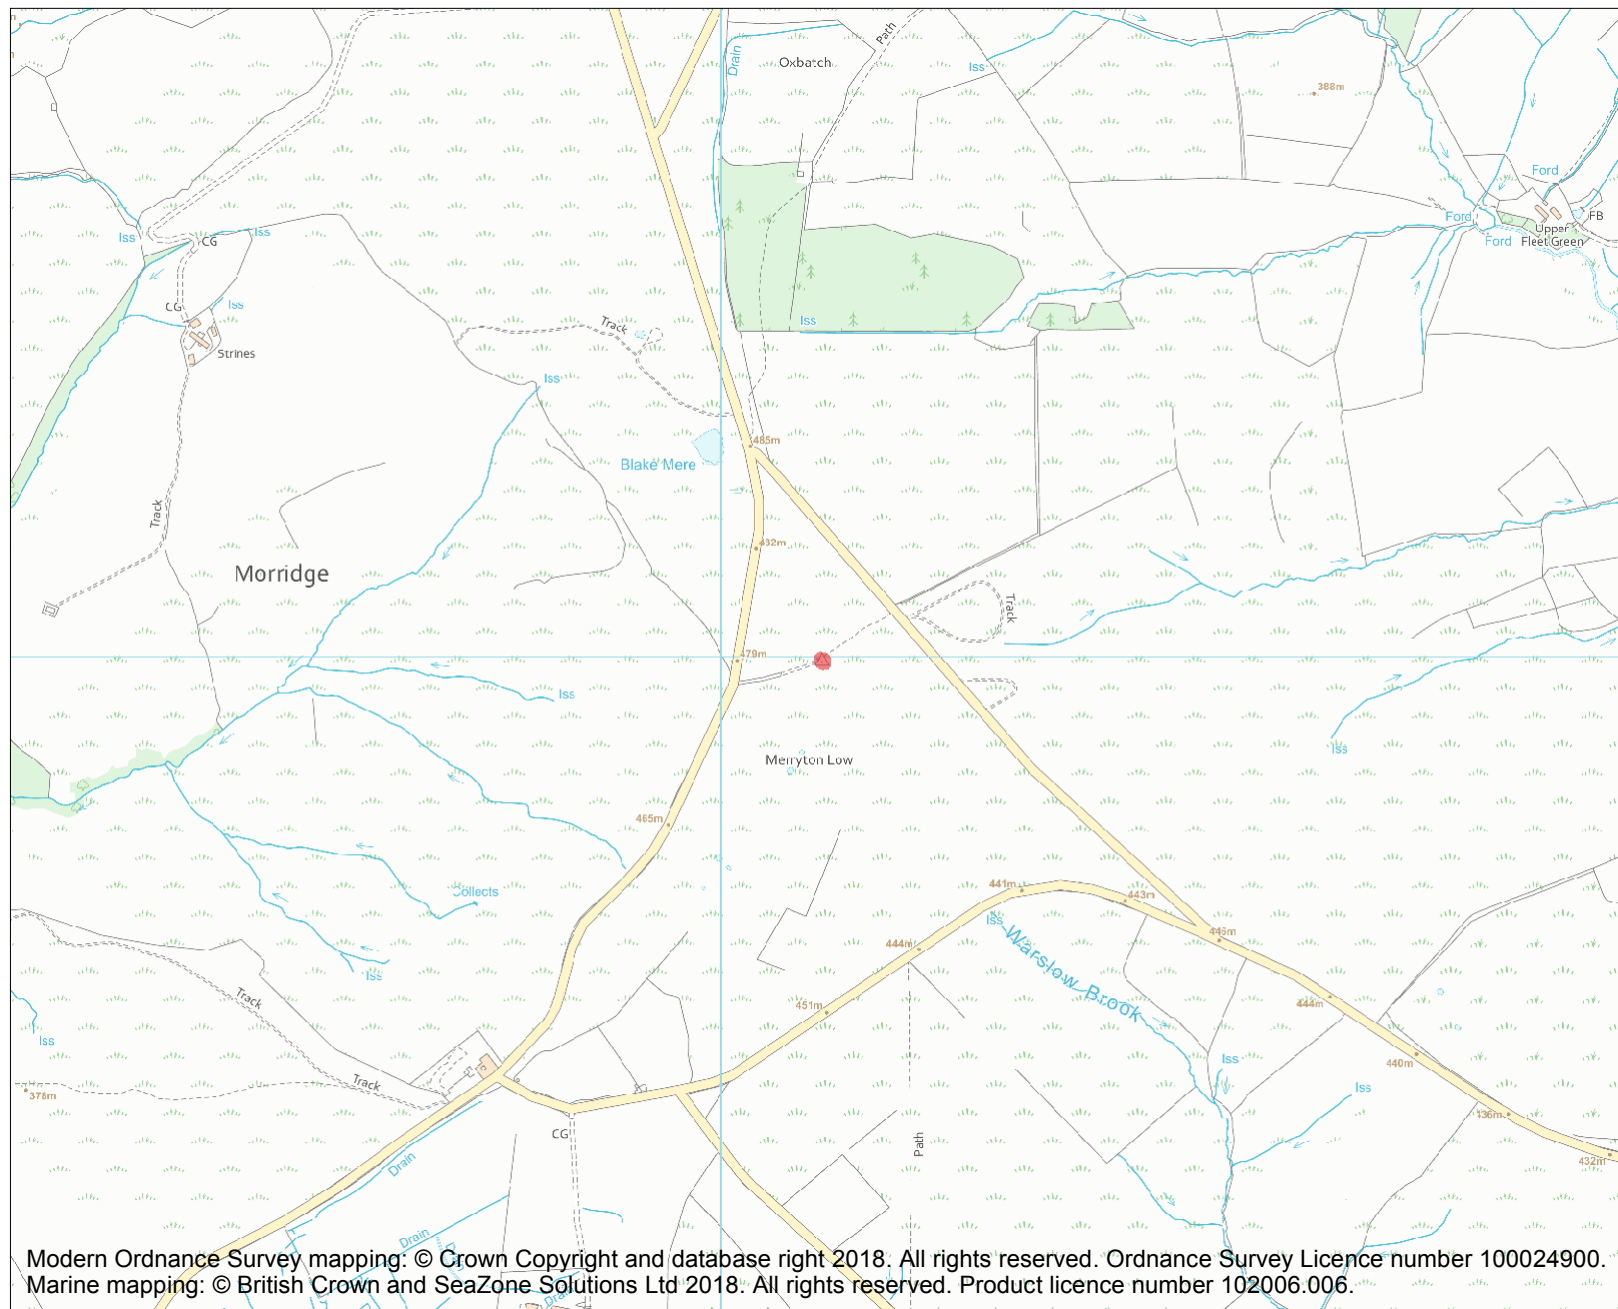 Path
Drain
Oxbatch
Iss
388m
Ford
Iss
CG
Iss
Ford
FB
Upper
Fleet Green
Ford
CG
Iss
Iss
Track
Strines
Iss
485m
Blake Mere
Track
482m
Morridge
Track
479m
Iss
Iss
Merryton Low
465m
Collects
441m
443m
Iss
446m
444m
Warslow Brook
Iss
Track
451m
444m
Iss
Iss
440m
Track
Iss
378m
436m
CG
Path
Drain
432m
Drain
Drain
Modern Ordnance Survey mapping: © Crown Copyright and database right 2018. All rights reserved. Ordnance Survey Licence number 100024900.
Marine mapping: © British Crown and SeaZone Solutions Ltd 2018. All rights reserved. Product licence number 102006.006.
Drain